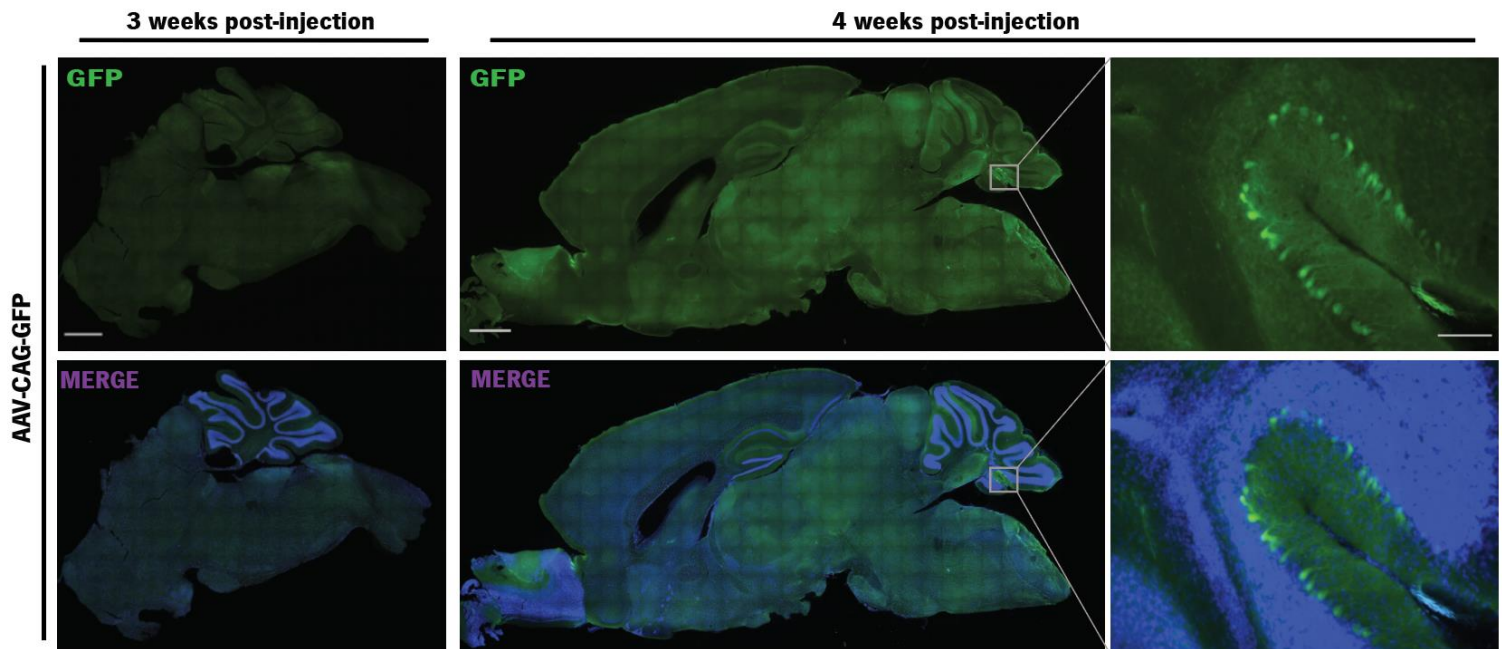 3 weeks post-injection
4 weeks post-injection
AAV-CAG-GFP
GFP
GFP
MERGE
MERGE